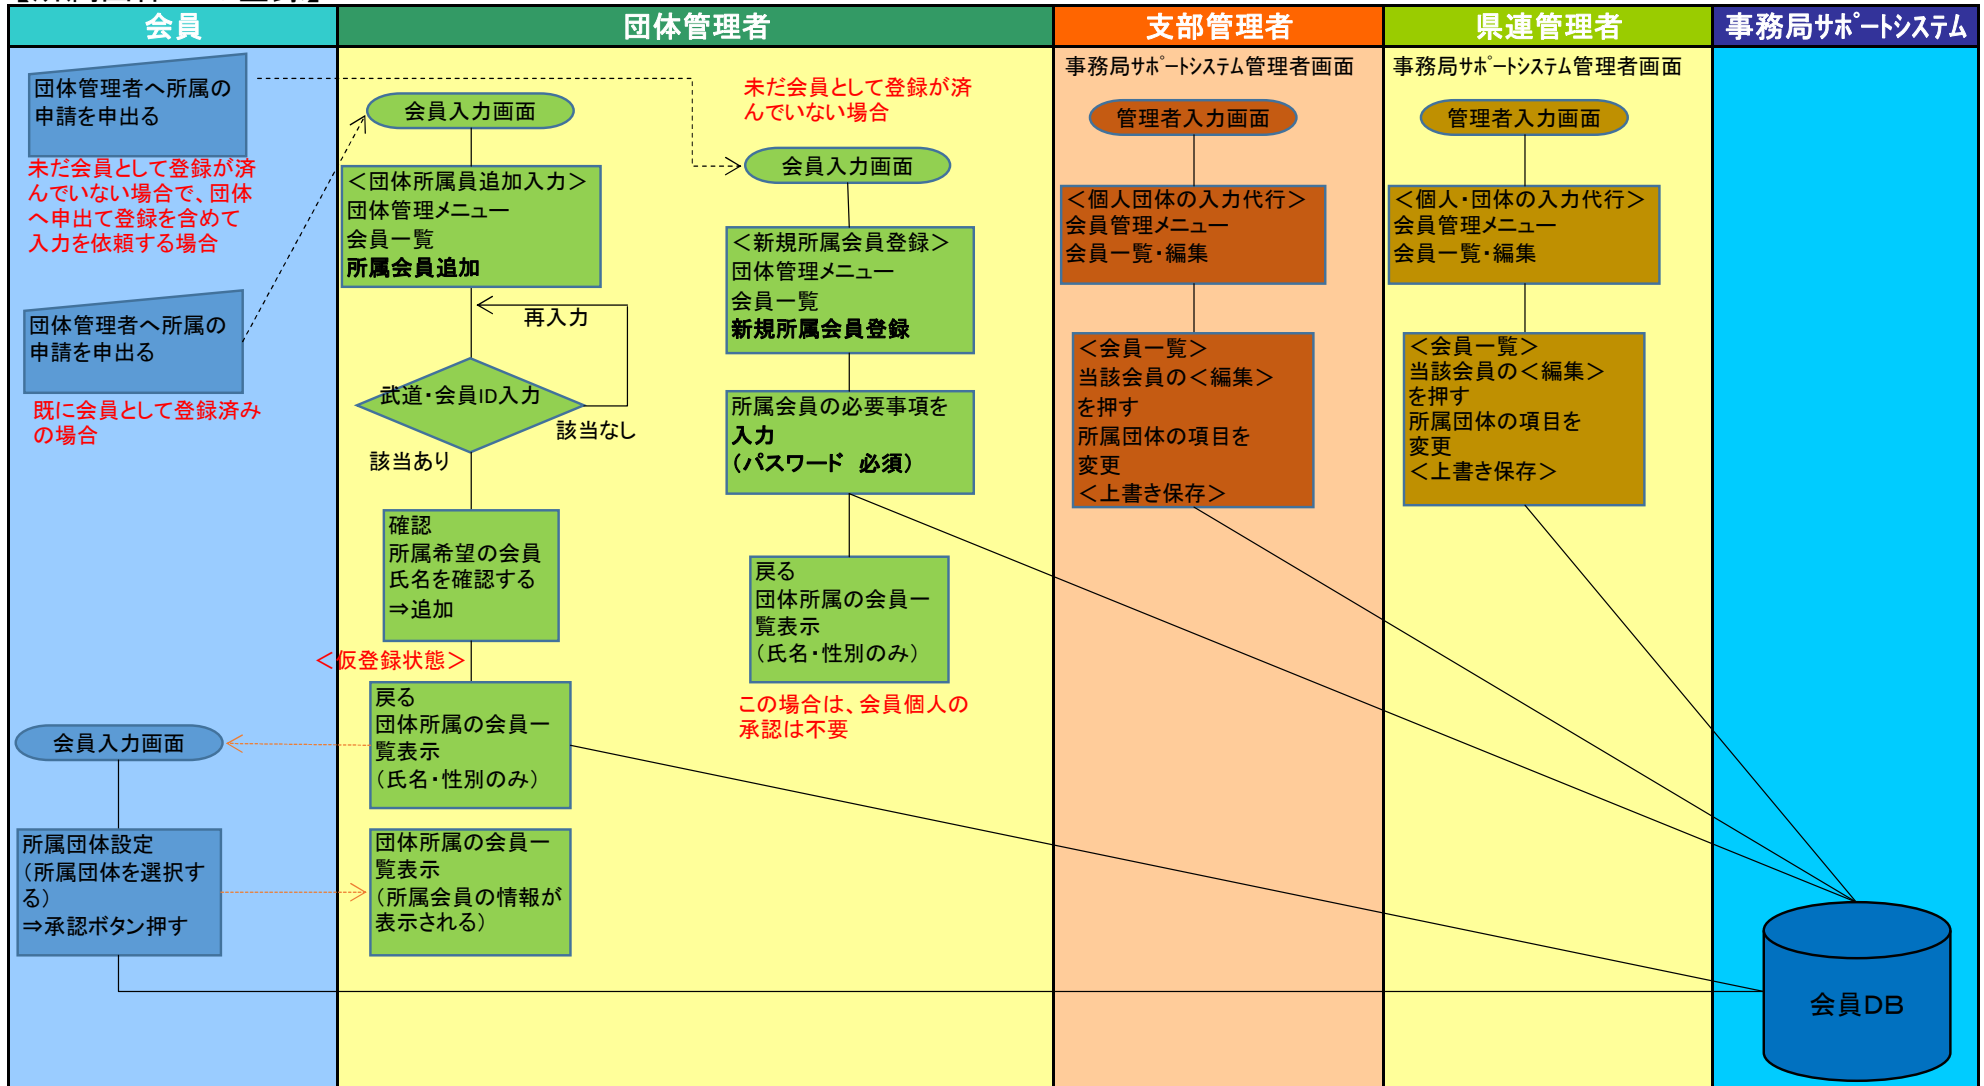 会員
団体管理者
支部管理者
県連管理者
事務局ｻﾎﾟｰﾄｼｽﾃﾑ
団体管理者へ所属の
申請を申出る
未だ会員として登録が済
んでいない場合で、団体
へ申出て登録を含めて
入力を依頼する場合
団体管理者へ所属の
申請を申出る
既に会員として登録済み
の場合
会員入力画面
所属団体設定
（所属団体を選択す
る）
⇒承認ボタン押す
会員入力画面
＜団体所属員追加入力＞
団体管理メニュー
会員一覧
所属会員追加
再入力
武道・会員ID入力
該当なし
該当あり
確認
所属希望の会員
氏名を確認する
⇒追加
＜仮登録状態＞
戻る
団体所属の会員一
覧表示
（氏名・性別のみ）
団体所属の会員一
覧表示
（所属会員の情報が
表示される）
未だ会員として登録が済
んでいない場合
会員入力画面
＜新規所属会員登録＞
団体管理メニュー
会員一覧
新規所属会員登録
所属会員の必要事項を
入力
（パスワード　必須）
戻る
団体所属の会員一
覧表示
（氏名・性別のみ）
この場合は、会員個人の
承認は不要
事務局ｻﾎﾟｰﾄｼｽﾃﾑ管理者画面
管理者入力画面
＜個人団体の入力代行＞
会員管理メニュー
会員一覧・編集
＜会員一覧＞
当該会員の＜編集＞
を押す
所属団体の項目を
変更
＜上書き保存＞
事務局ｻﾎﾟｰﾄｼｽﾃﾑ管理者画面
管理者入力画面
＜個人・団体の入力代行＞
会員管理メニュー
会員一覧・編集
＜会員一覧＞
当該会員の＜編集＞
を押す
所属団体の項目を
変更
＜上書き保存＞
会員ＤＢ